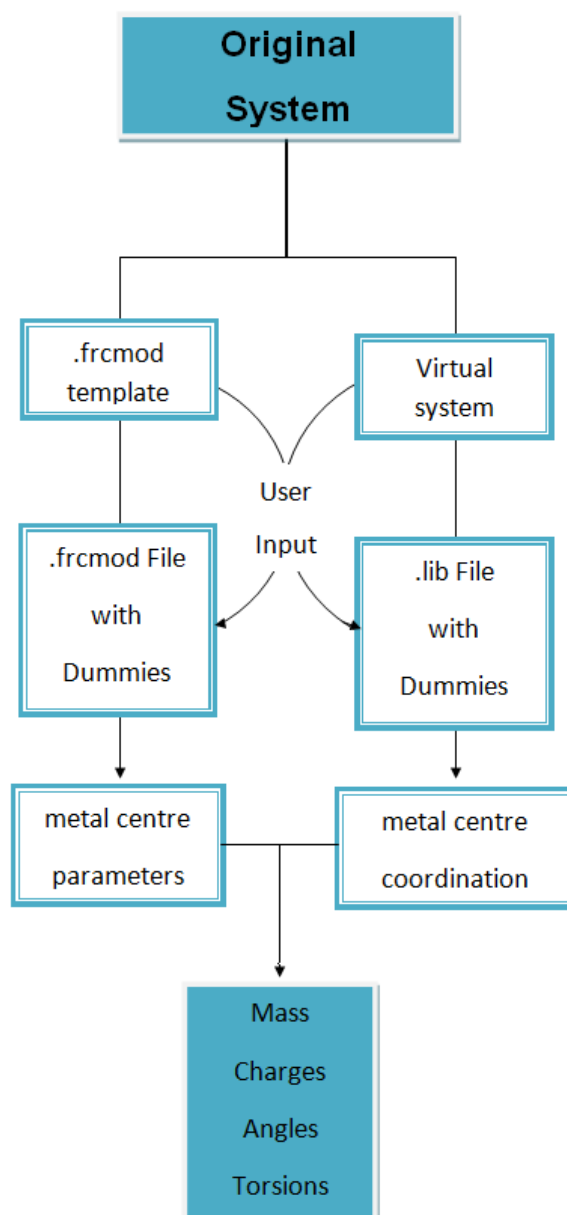 Original
System
.frcmod
template
Virtual
system
User
Input
.frcmod File
with
Dummies
.lib File
with
Dummies
metal centre
parameters
metal centre
coordination
Mass
Charges
Angles
Torsions